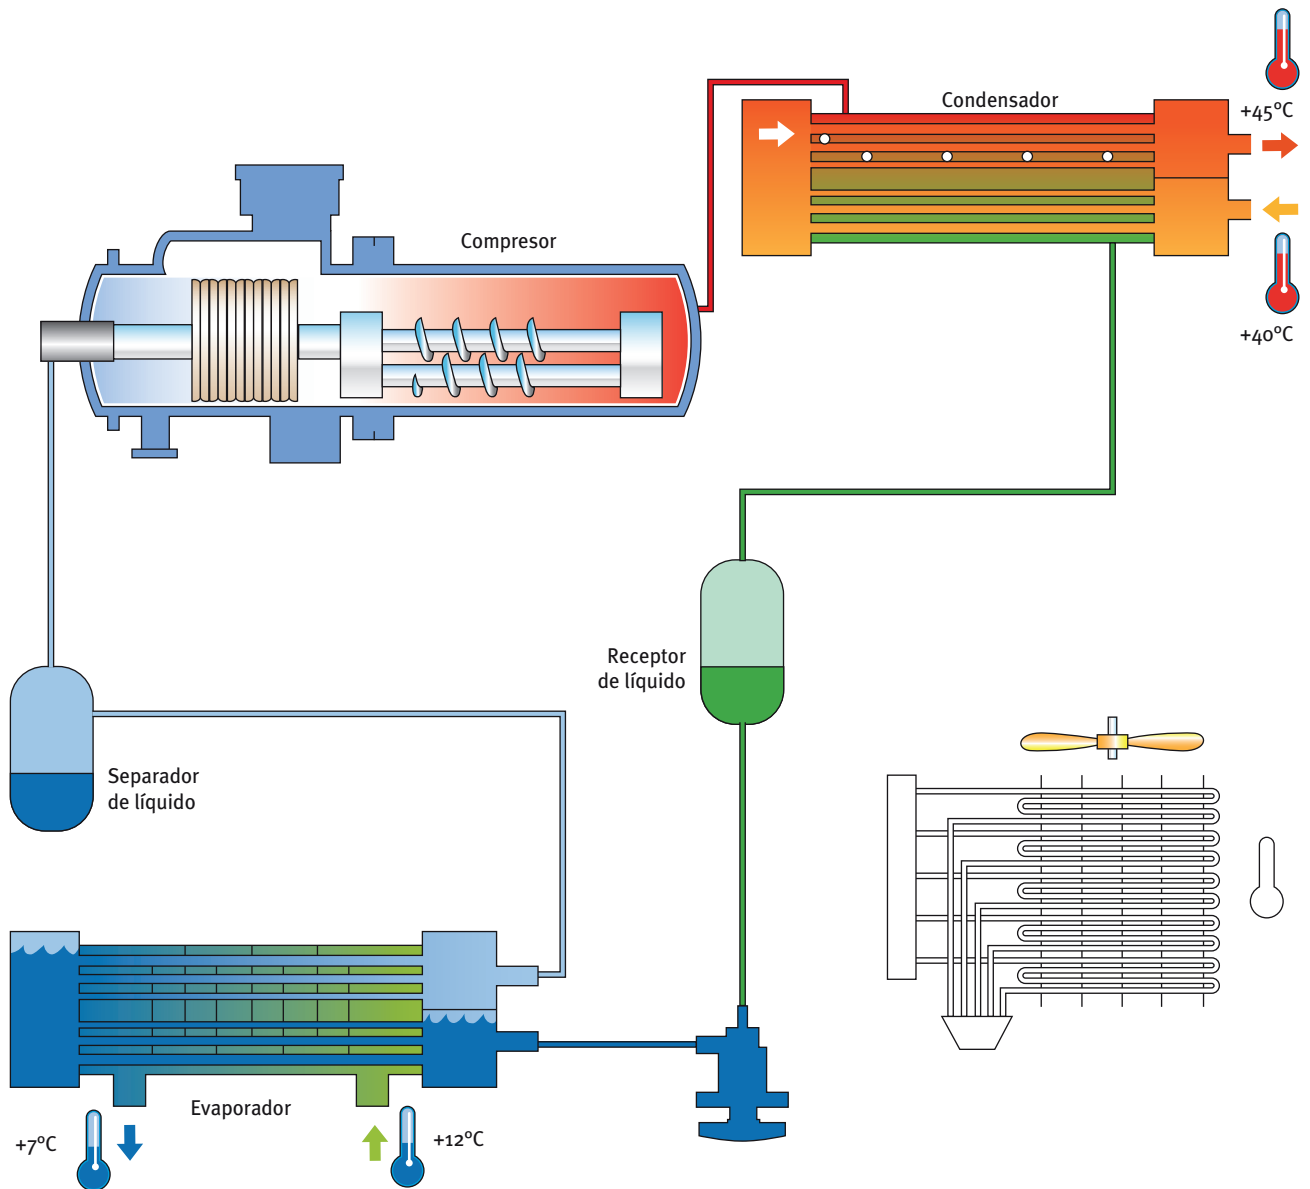 Condensador
+45°C
Compresor
+40°C
Receptor
de líquido
Separador
de líquido
Evaporador
+7°C
+12°C